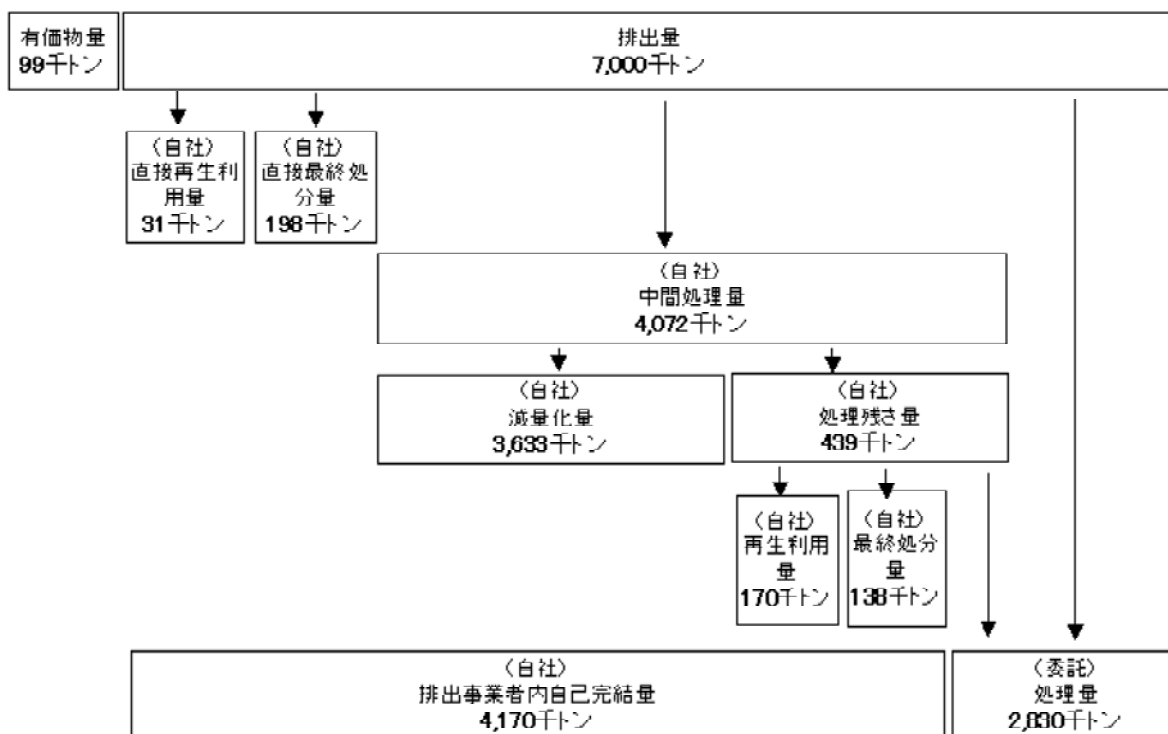 有価物量
99千トン
排出量
7,000千トン
(自社)
直接再生利
用量
31千トン
(自社)
直接最終処
分量
198千トン
(自社)
中間処理量
4,072千トン
(自社)
減量化量
3,633千トン
(自社)
処理残さ量
439千トン
(自社)
再生利用
量
170千トン
(自社)
最終処分
量
138千トン
(自社)
排出事業者内自己完結量
4,170千トン
(委託)
処理量
2,830千トン